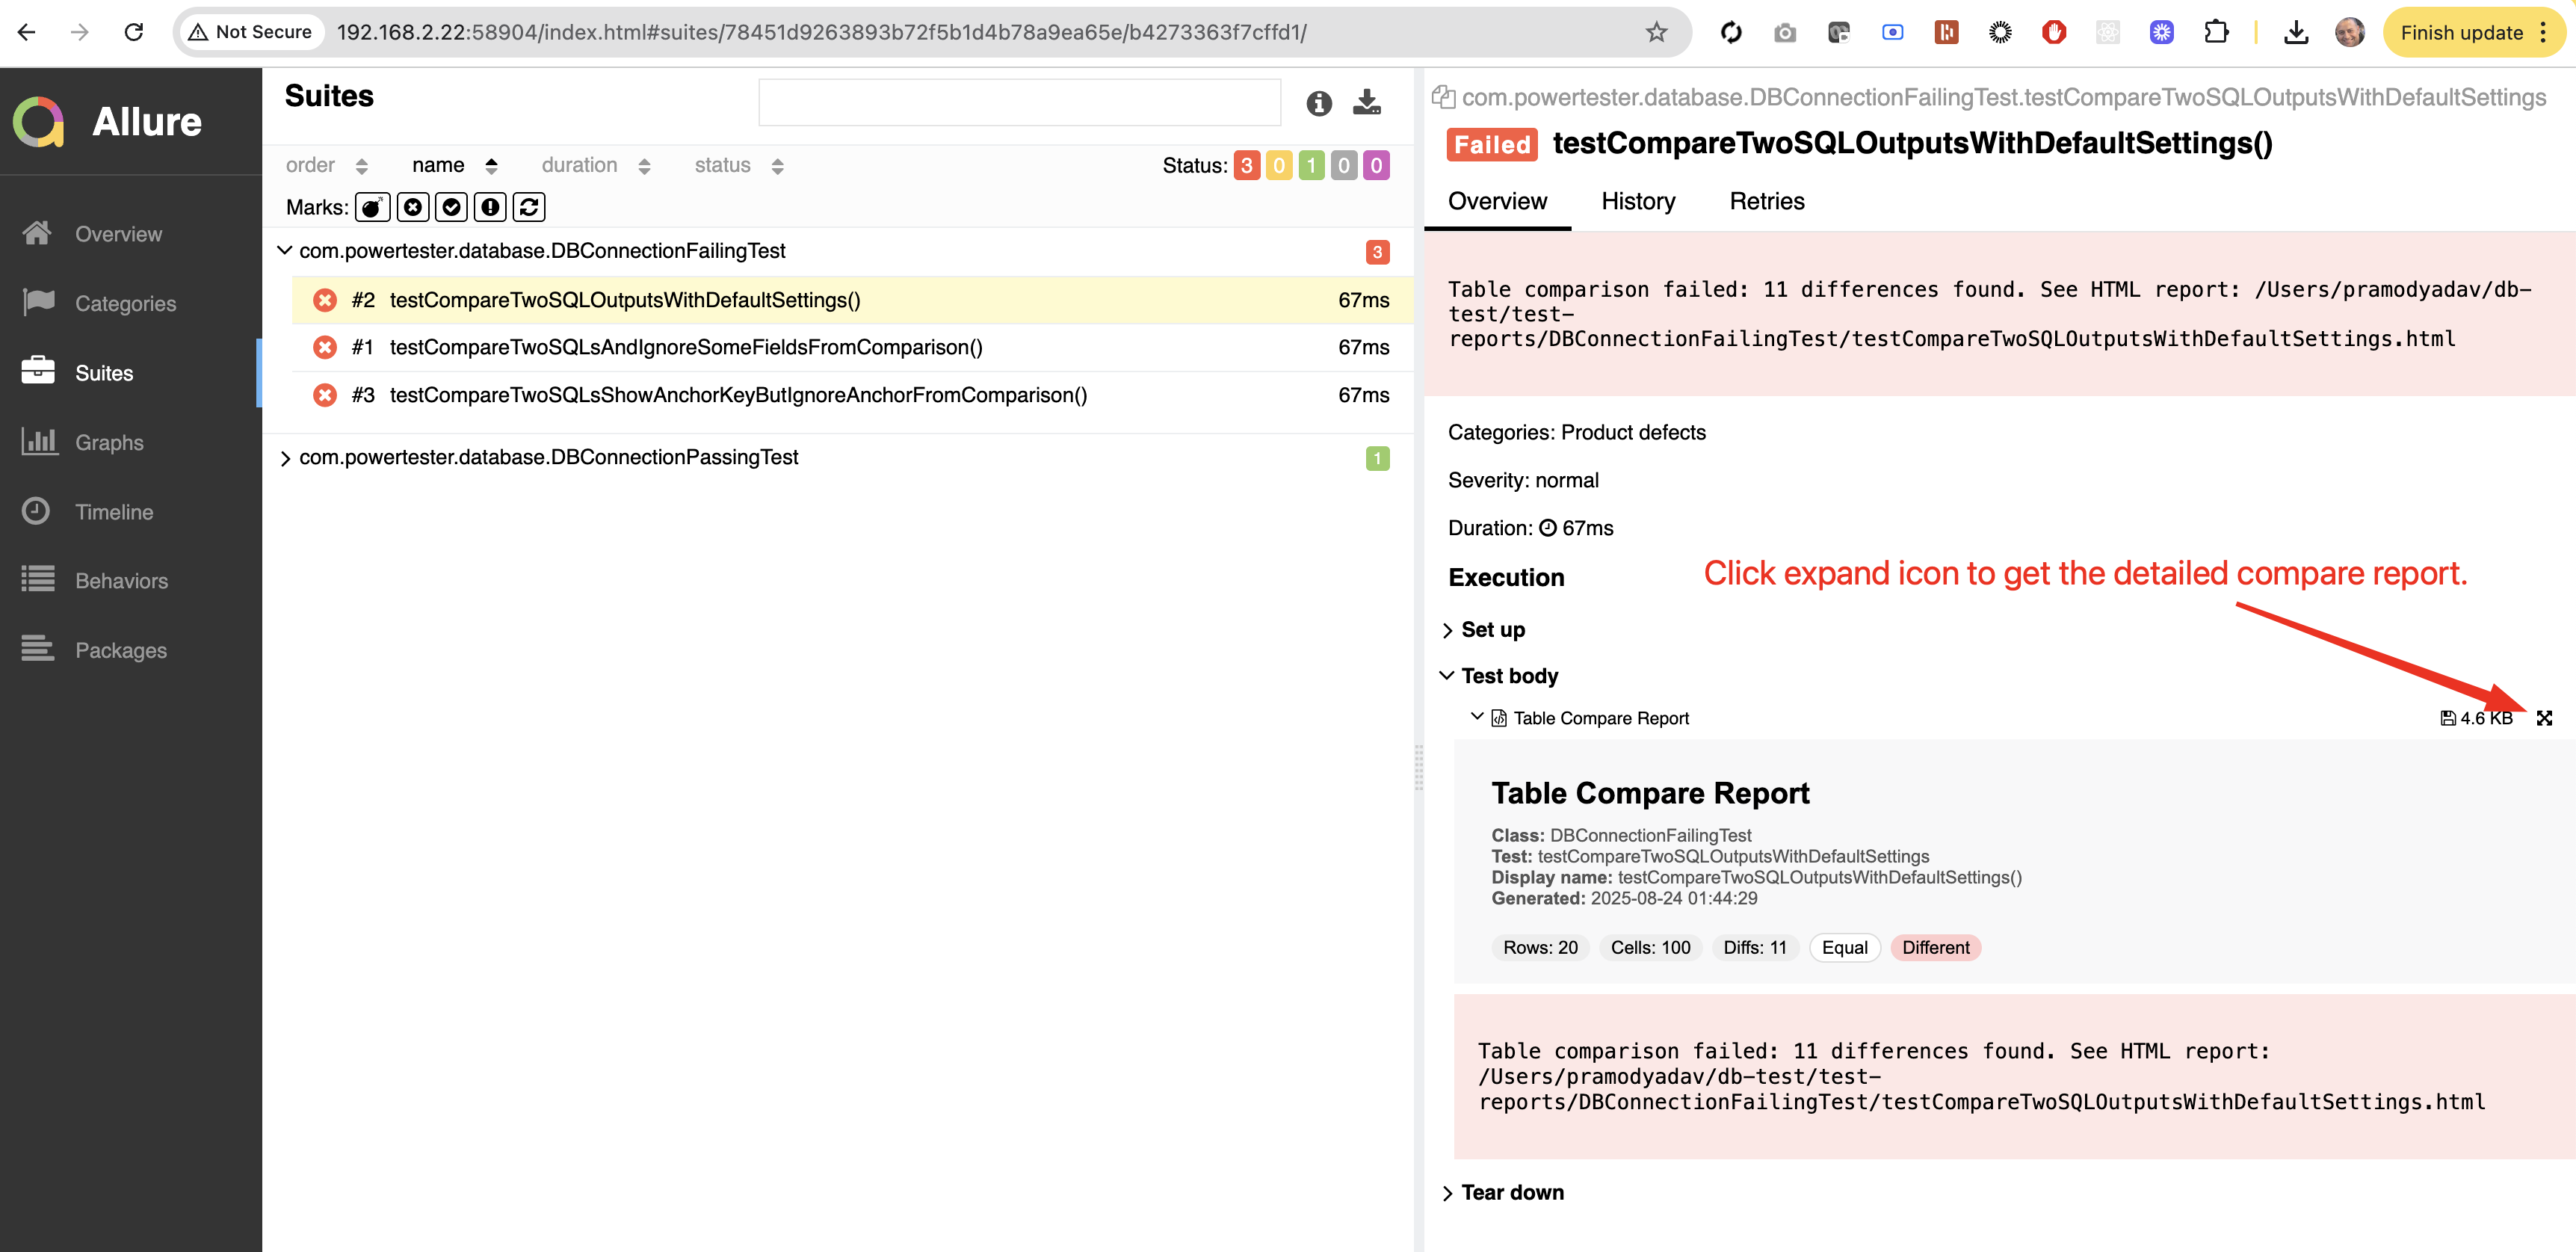 Not Secure 192.168.2.22:58904/index.html#suites/78451d9263893b72f5b1d4b78a9ea65e/b4273363f7cffd1/ Finish update
Allure
Overview
Categories
Suites
Graphs
Timeline
Behaviors
Packages
Suites
order name duration status Status: 3 0 1 0 0
Marks:
com.powertester.database.DBConnectionFailingTest 3
#2 testCompareTwoSQLOutputsWithDefaultSettings() 67ms
#1 testCompareTwoSQLsAndIgnoreSomeFieldsFromComparison() 67ms
#3 testCompareTwoSQLsShowAnchorKeyButIgnoreAnchorFromComparison() 67ms
com.powertester.database.DBConnectionPassingTest 1
com.powertester.database.DBConnectionFailingTest.testCompareTwoSQLOutputsWithDefaultSettings
Failed testCompareTwoSQLOutputsWithDefaultSettings()
Overview History Retries
Table comparison failed: 11 differences found. See HTML report: /Users/pramodyadav/db-
test/test-
reports/DBConnectionFailingTest/testCompareTwoSQLOutputsWithDefaultSettings.html
Categories: Product defects
Severity: normal
Duration: 67ms
Click expand icon to get the detailed compare report.
Execution
Set up
Test body
Table Compare Report 4.6 KB
Table Compare Report
Class: DBConnectionFailingTest
Test: testCompareTwoSQLOutputsWithDefaultSettings
Display name: testCompareTwoSQLOutputsWithDefaultSettings()
Generated: 2025-08-24 01:44:29
Rows: 20 Cells: 100 Diffs: 11 Equal Different
Table comparison failed: 11 differences found. See HTML report:
/Users/pramodyadav/db-test/test-
reports/DBConnectionFailingTest/testCompareTwoSQLOutputsWithDefaultSettings.html
Tear down